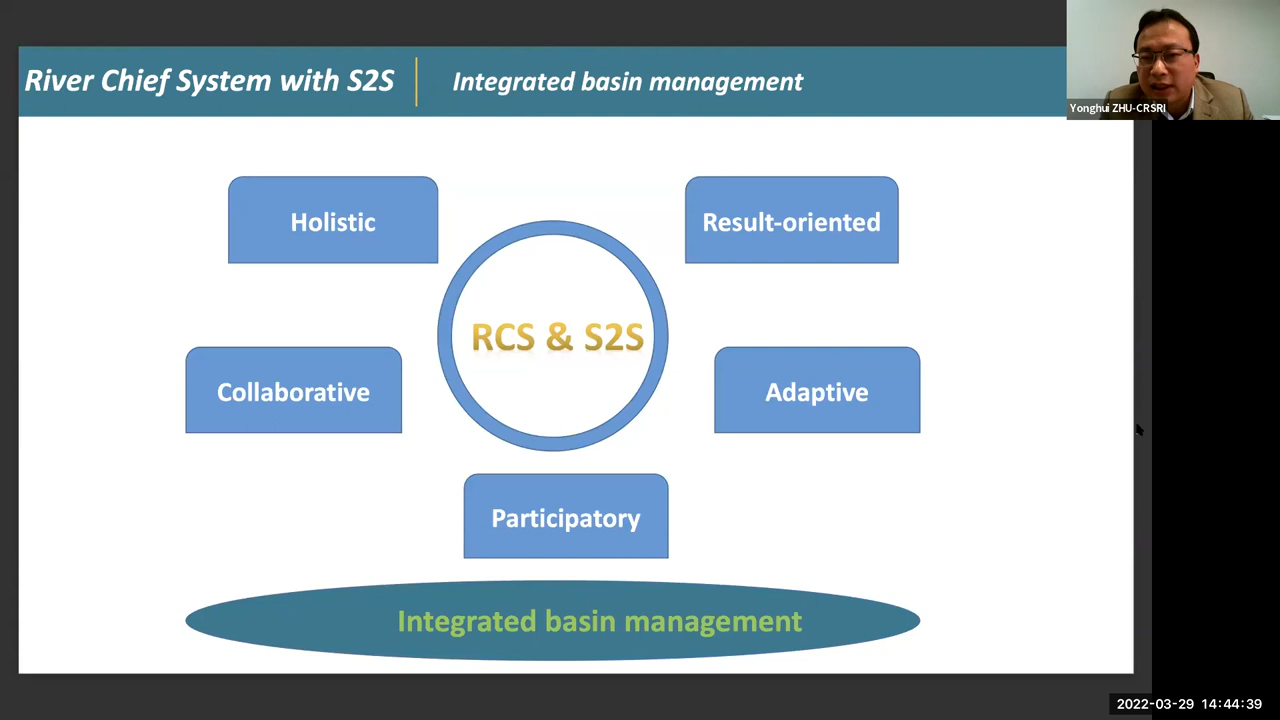 River Chief System with S2S
Integrated basin management
Yonghui ZHU-CRSRI
Holistic
Result-oriented
RCS & S2S
Collaborative
Adaptive
Participatory
Integrated basin management
2022-03-29 14:44:39